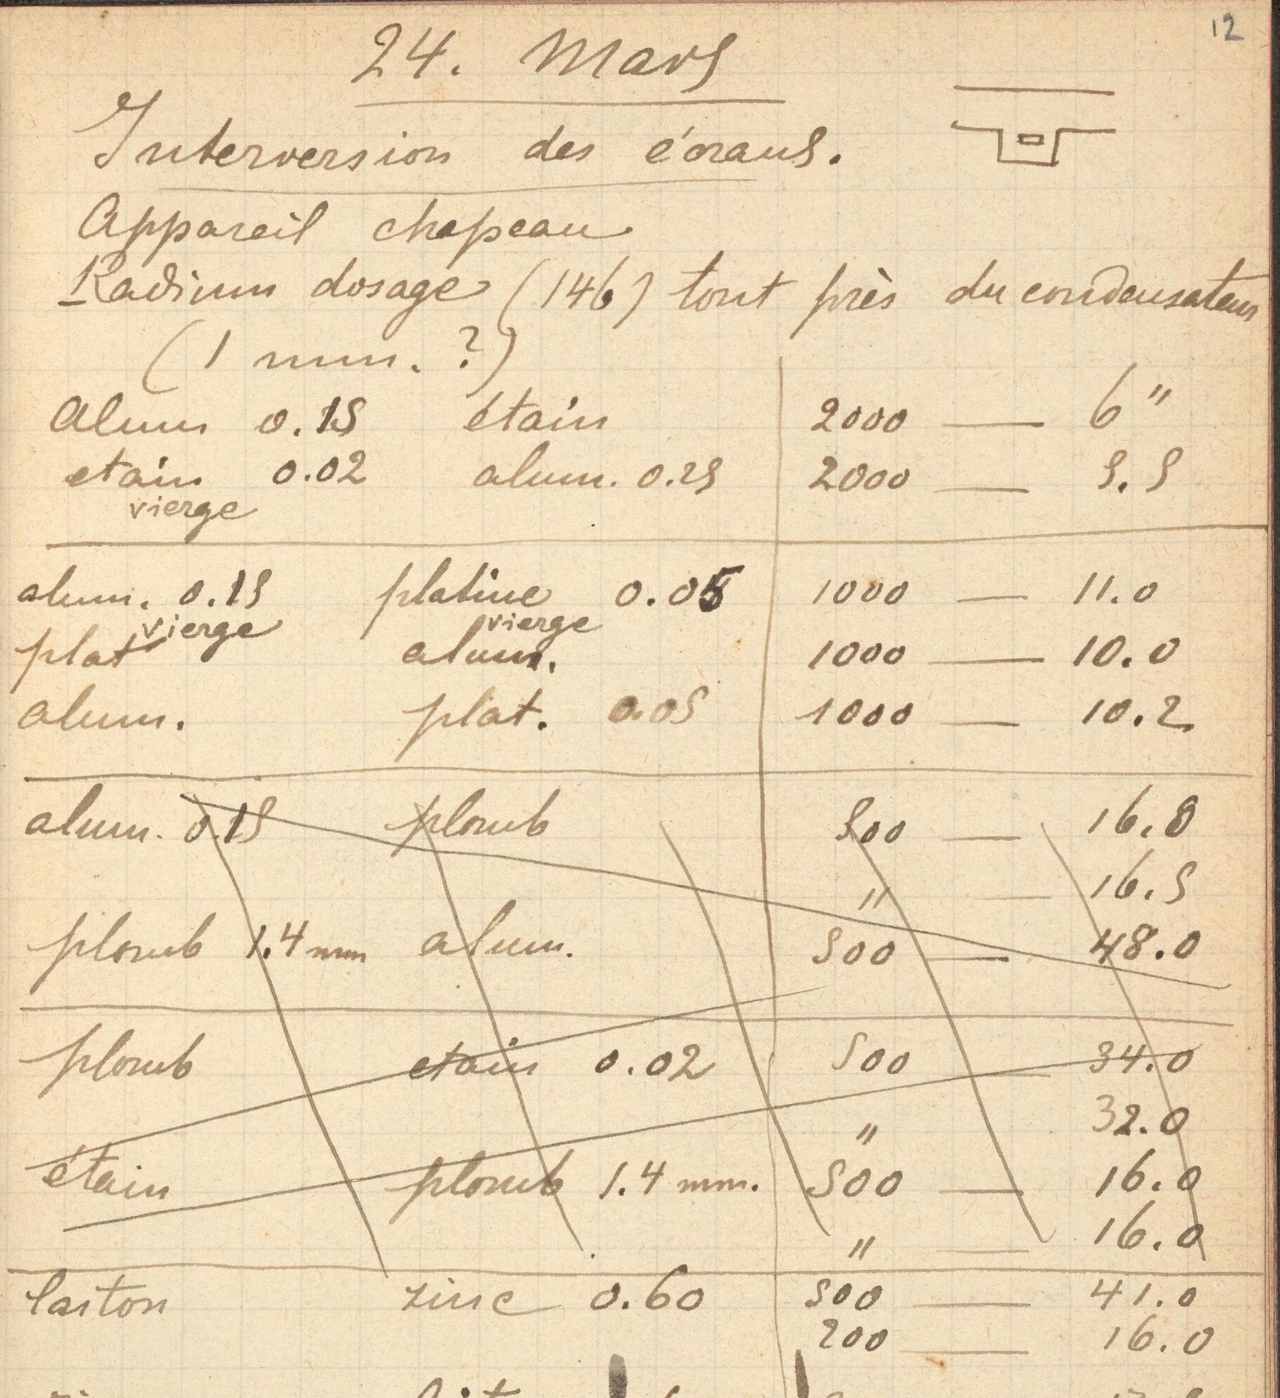 12
24. Mars
Interversion des écrans.
Appareil chapeau
Radium dosage (146) tout près du condensateur
(1 mm. ?)
Alum 0.15 étain 2000 — 6"
etain 0.02 alum. 0.15 2000 — 5.5
vierge
alum. 0.15 platine 0.05 1000 — 11.0
vierge vierge
plat alum. 1000 — 10.0
alum. plat. 0.05 1000 — 10.2
alum. 0.15 plomb 500 — 16.8
" — 16.5
plomb 1.4 mm alum. 500 — 48.0
plomb etain 0.02 500 — 34.0
" 32.0
étain plomb 1.4 mm. 500 — 16.0
" — 16.0
laiton zinc 0.60 500 — 41.0
200 — 16.0